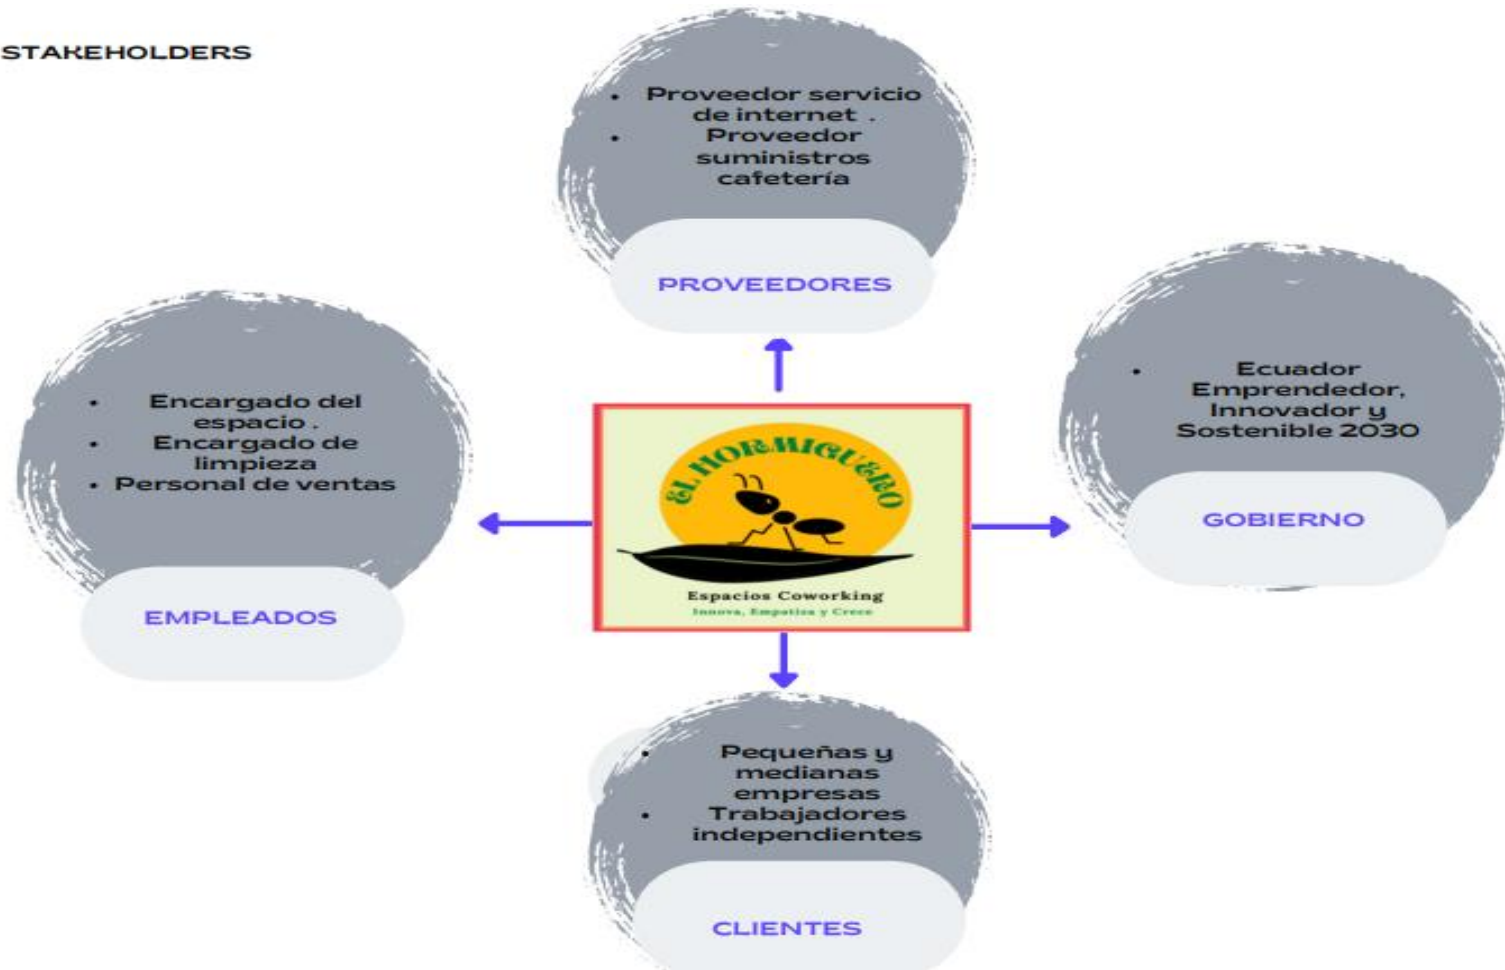 STAKEHOLDERS
• Proveedor servicio
de internet .
• Proveedor
suministros
cafetería
PROVEEDORES
• Encargado del
espacio .
• Encargado de
limpieza
• Personal de ventas
EMPLEADOS
EL HORMIGUERO
Espacios Coworking
Innova, Empatiza y Crece
• Ecuador
Emprendedor,
Innovador y
Sostenible 2030
GOBIERNO
• Pequeñas y
medianas
empresas
• Trabajadores
independientes
CLIENTES